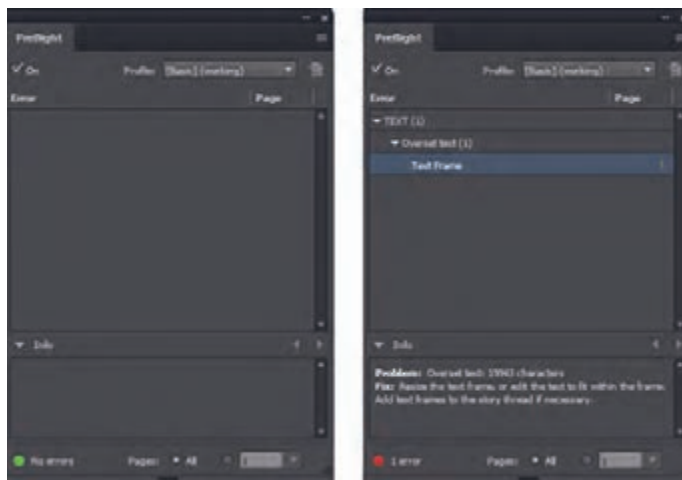 Preflight
On Profile: [Basic] (working)
Error Page
Info
No errors Pages: All
Preflight
On Profile: [Basic] (working)
Error Page
TEXT (1)
Overset text (1)
Text Frame
Info
Problem: Overset text: 19943 characters
Fix: Resize the text frame, or edit the text to fit within the frame.
Add text frames to the story thread if necessary.
1 error Pages: All